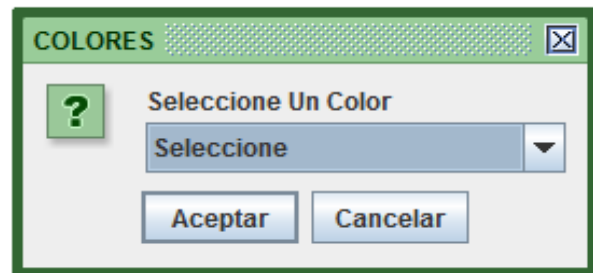 COLORES
?
Seleccione Un Color
Seleccione
Aceptar Cancelar